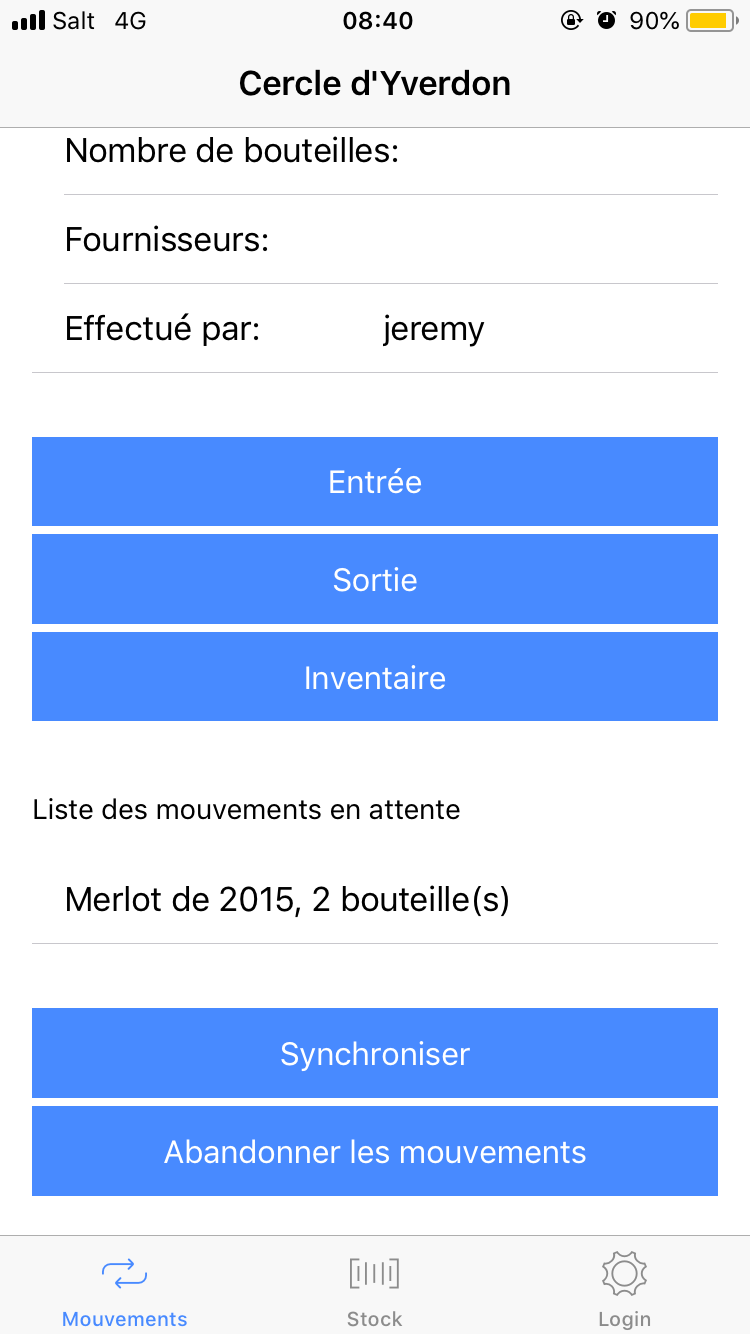 Salt 4G 08:40 90%
Cercle d'Yverdon
Nombre de bouteilles:
Fournisseurs:
Effectué par: jeremy
Entrée
Sortie
Inventaire
Liste des mouvements en attente
Merlot de 2015, 2 bouteille(s)
Synchroniser
Abandonner les mouvements
Mouvements Stock Login